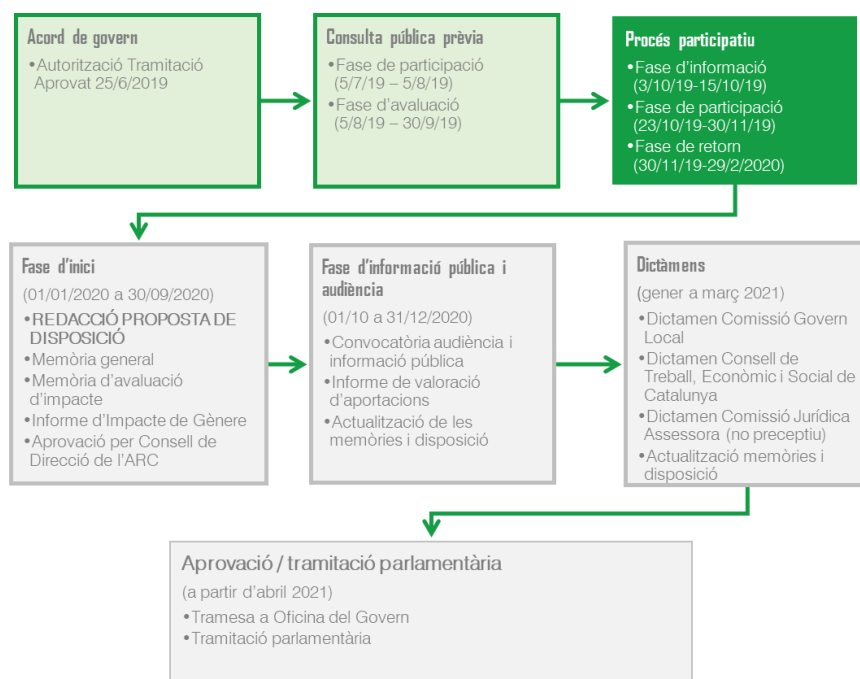 Acord de govern
•Autorització Tramitació
Aprovat 25/6/2019
Consulta pública prèvia
•Fase de participació
(5/7/19 – 5/8/19)
•Fase d'avaluació
(5/8/19 – 30/9/19)
Procés participatiu
•Fase d'informació
(3/10/19-15/10/19)
•Fase de participació
(23/10/19-30/11/19)
•Fase de retorn
(30/11/19-29/2/2020)
Fase d'inici
(01/01/2020 a 30/09/2020)
•REDACCIÓ PROPOSTA DE
DISPOSICIÓ
•Memòria general
•Memòria d'avaluació
d'impacte
•Informe d'Impacte de Gènere
•Aprovació per Consell de
Direcció de l'ARC
Fase d'informació pública i
audiència
(01/10 a 31/12/2020)
•Convocatòria audiència i
informació pública
•Informe de valoració
d'aportacions
•Actualització de les
memòries i disposició
Dictàmens
(gener a març 2021)
•Dictamen Comissió Govern
Local
•Dictamen Consell de
Treball, Econòmic i Social de
Catalunya
•Dictamen Comissió Jurídica
Assessora (no preceptiu)
•Actualització memòries i
disposició
Aprovació / tramitació parlamentària
(a partir d'abril 2021)
•Tramesa a Oficina del Govern
•Tramitació parlamentària